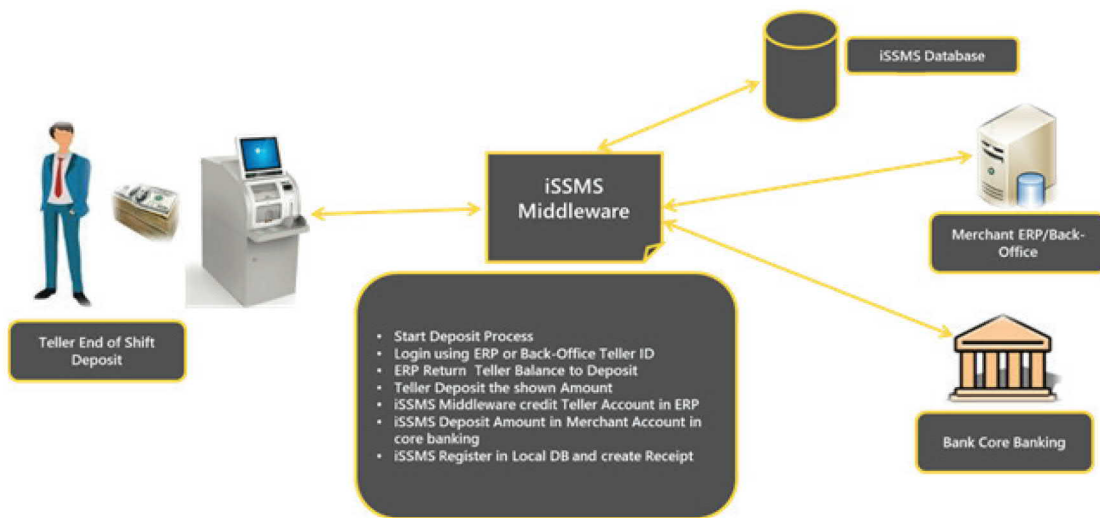 iSSMS Database
iSSMS
Middleware
Merchant ERP/Back-
Office
Teller End of Shift
Deposit
• Start Deposit Process
• Login using ERP or Back-Office Teller ID
• ERP Return Teller Balance to Deposit
• Teller Deposit the shown Amount
• iSSMS Middleware credit Teller Account in ERP
• iSSMS Deposit Amount in Merchant Account in
core banking
• iSSMS Register in Local DB and create Receipt
Bank Core Banking